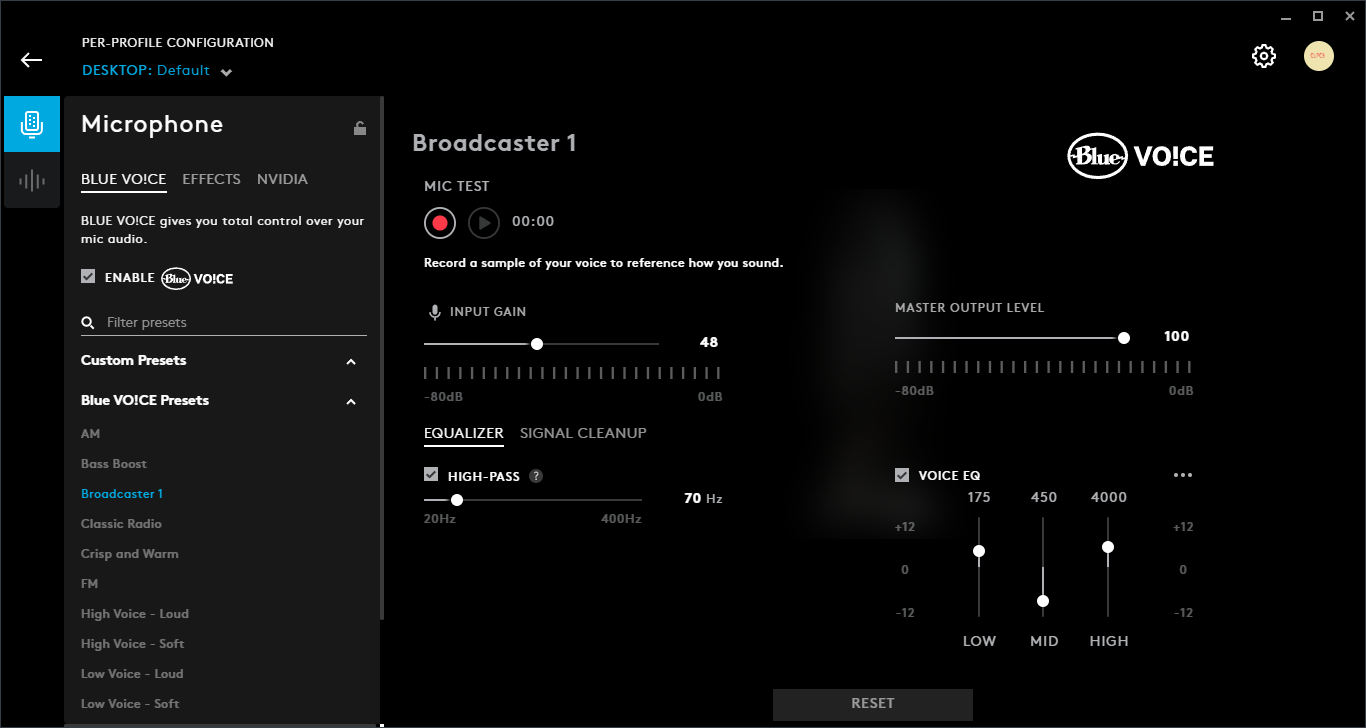 PER-PROFILE CONFIGURATION
DESKTOP: Default
Microphone
BLUE VO!CE EFFECTS NVIDIA
BLUE VO!CE gives you total control over your
mic audio.
ENABLE Blue VO!CE
Filter presets
Custom Presets
Blue VO!CE Presets
AM
Bass Boost
Broadcaster 1
Classic Radio
Crisp and Warm
FM
High Voice - Loud
High Voice - Soft
Low Voice - Loud
Low Voice - Soft
Broadcaster 1
Blue VO!CE
MIC TEST
00:00
Record a sample of your voice to reference how you sound.
INPUT GAIN
48
-80dB 0dB
MASTER OUTPUT LEVEL
100
-80dB 0dB
EQUALIZER SIGNAL CLEANUP
HIGH-PASS ?
70 Hz
20Hz 400Hz
VOICE EQ
175 450 4000
+12 +12
0 0
-12 -12
LOW MID HIGH
RESET